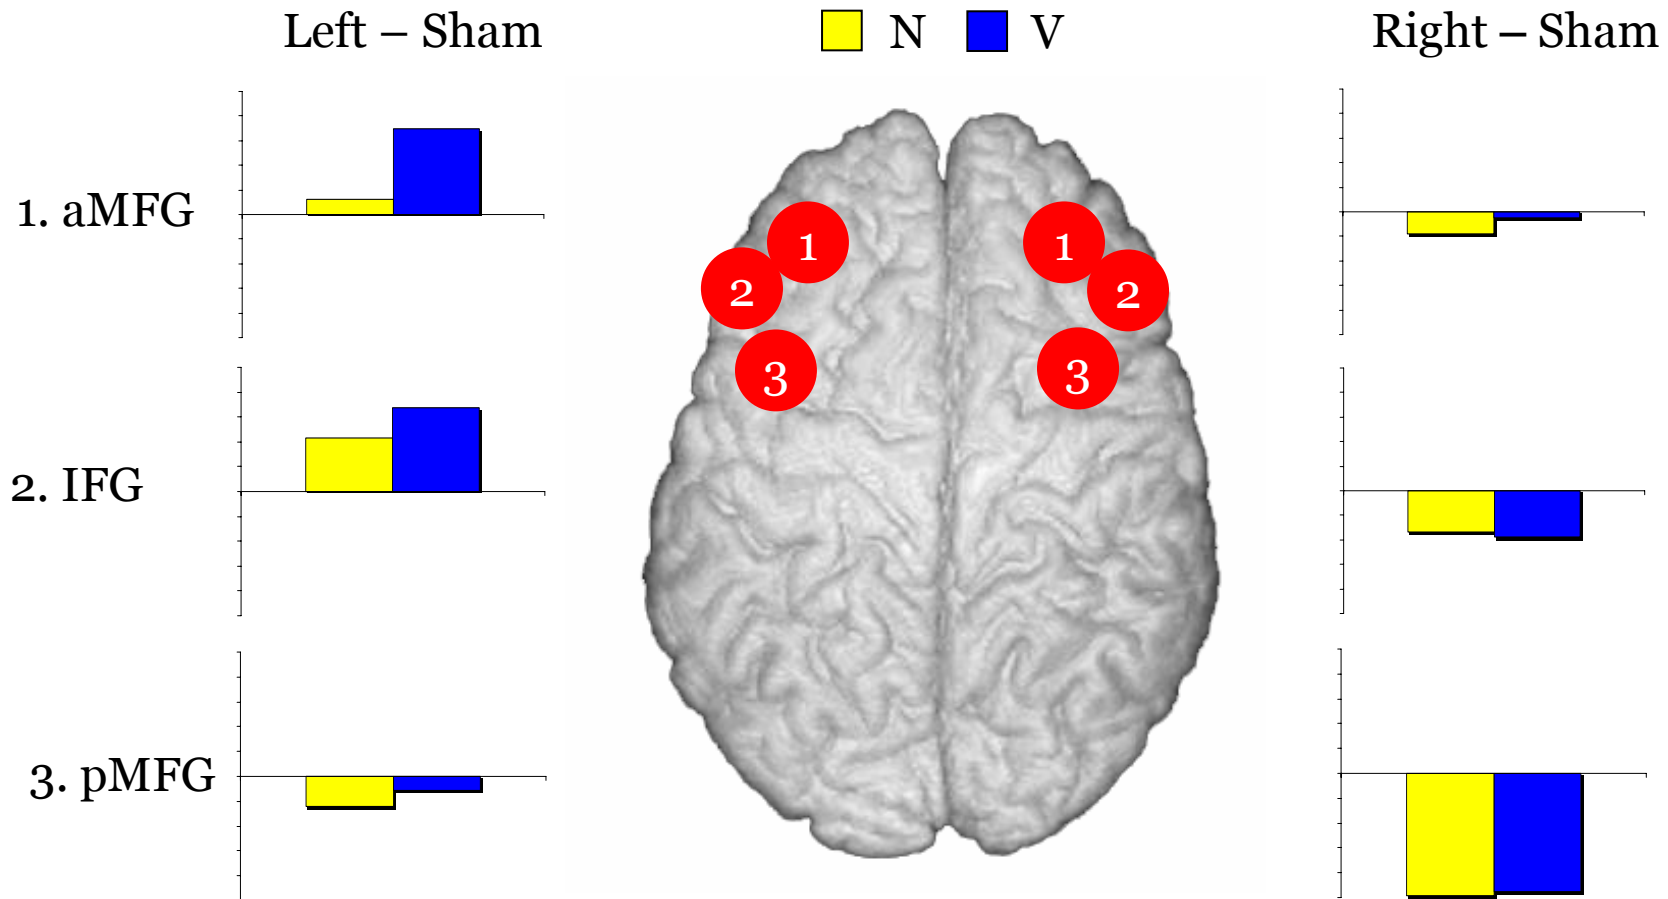 Left – Sham
N
V
Right – Sham
1. aMFG
2. IFG
3. pMFG
1
2
3
1
2
3